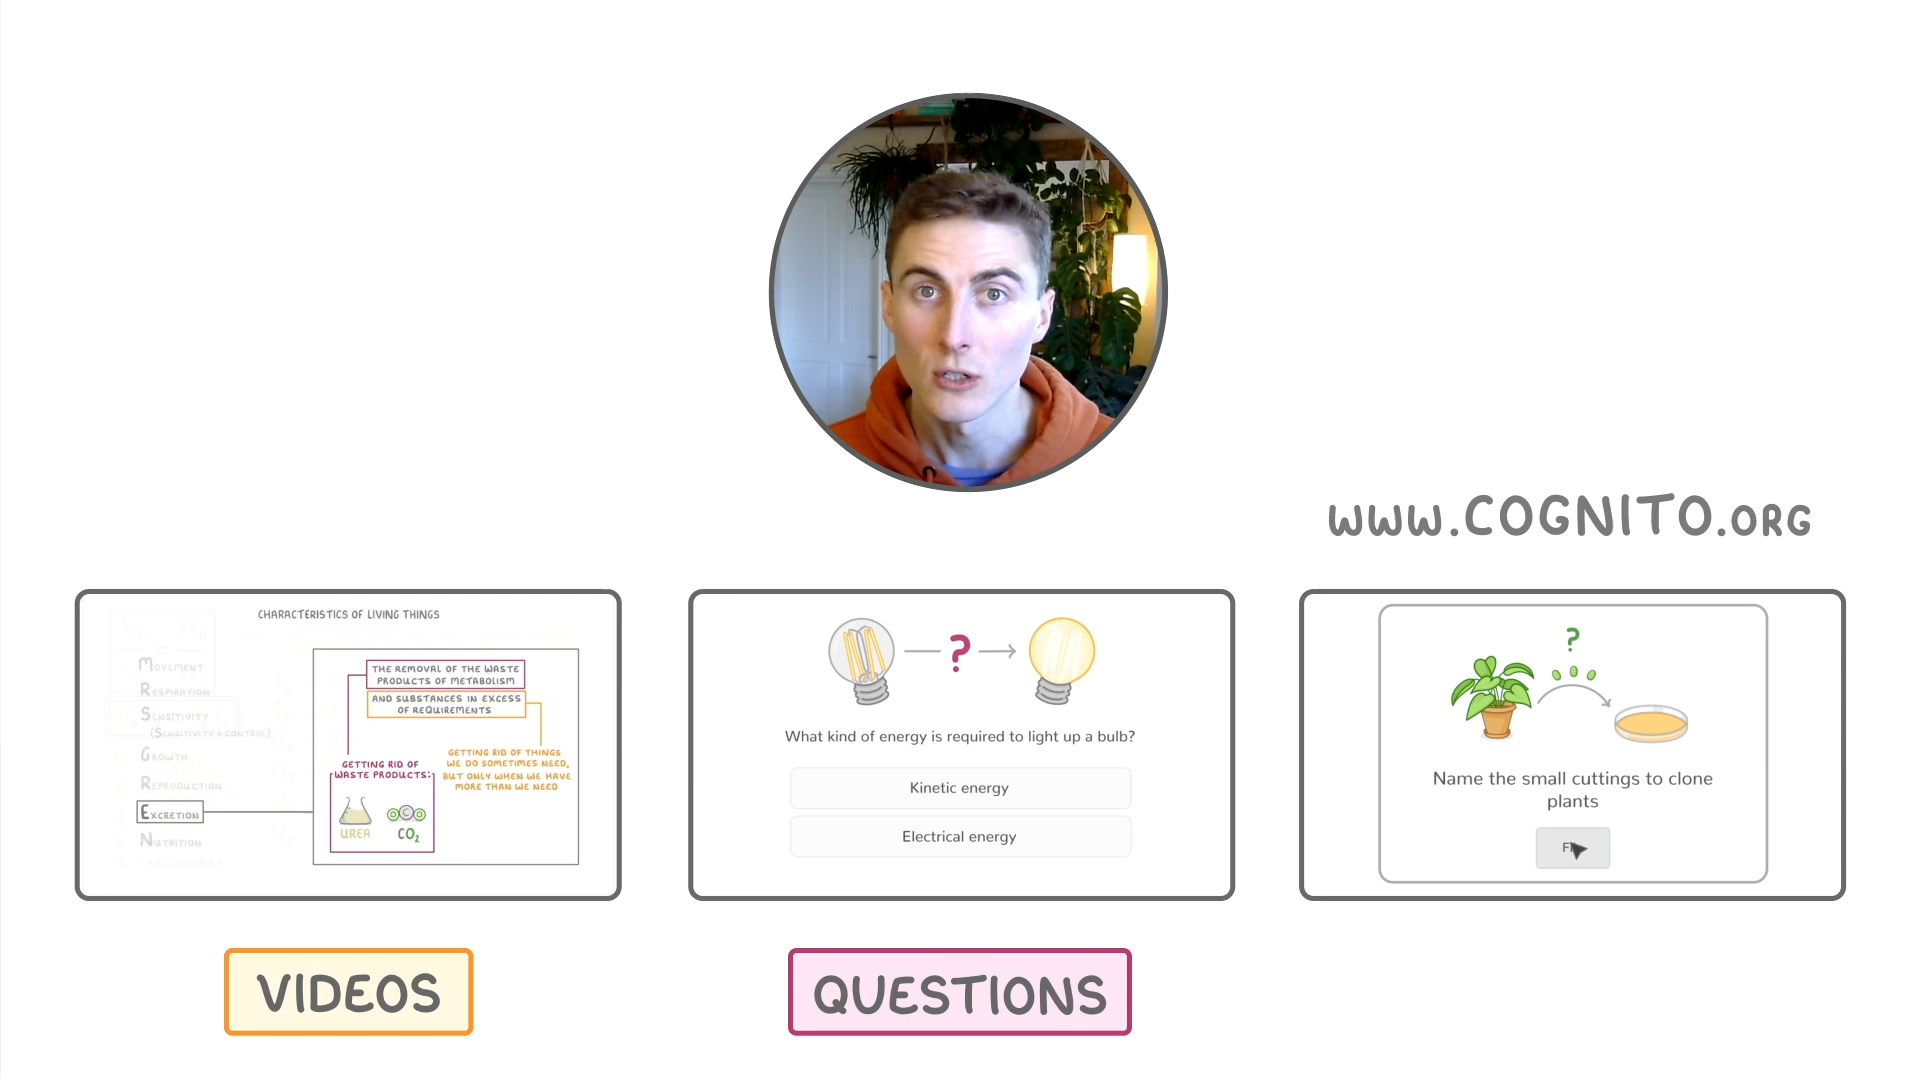 www.COGNITO.ORG
CHARACTERISTICS OF LIVING THINGS
MOVEMENT
RESPIRATION
SENSITIVITY
(SENSITIVITY + CONTROL)
GROWTH
REPRODUCTION
EXCRETION
NUTRITION
THE REMOVAL OF THE WASTE
PRODUCTS OF METABOLISM
AND SUBSTANCES IN EXCESS
OF REQUIREMENTS
GETTING RID OF
WASTE PRODUCTS:
UREA
C
CO2
GETTING RID OF THINGS
WE DO SOMETIMES NEED,
BUT ONLY WHEN WE HAVE
MORE THAN WE NEED
?
What kind of energy is required to light up a bulb?
Kinetic energy
Electrical energy
?
Name the small cuttings to clone
plants
VIDEOS
QUESTIONS